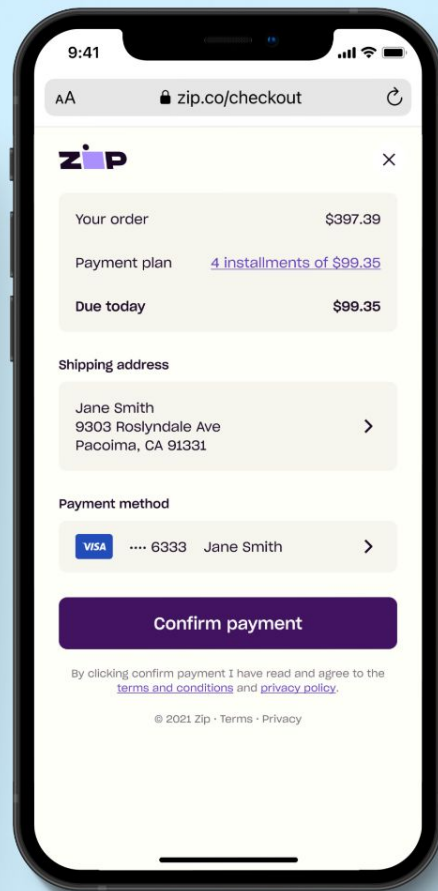 9:41
AA zip.co/checkout
zip
Your order $397.39
Payment plan 4 installments of $99.35
Due today $99.35
Shipping address
Jane Smith
9303 Roslyndale Ave
Pacoima, CA 91331
Payment method
VISA •••• 6333 Jane Smith
Confirm payment
By clicking confirm payment I have read and agree to the
terms and conditions and privacy policy.
© 2021 Zip · Terms · Privacy